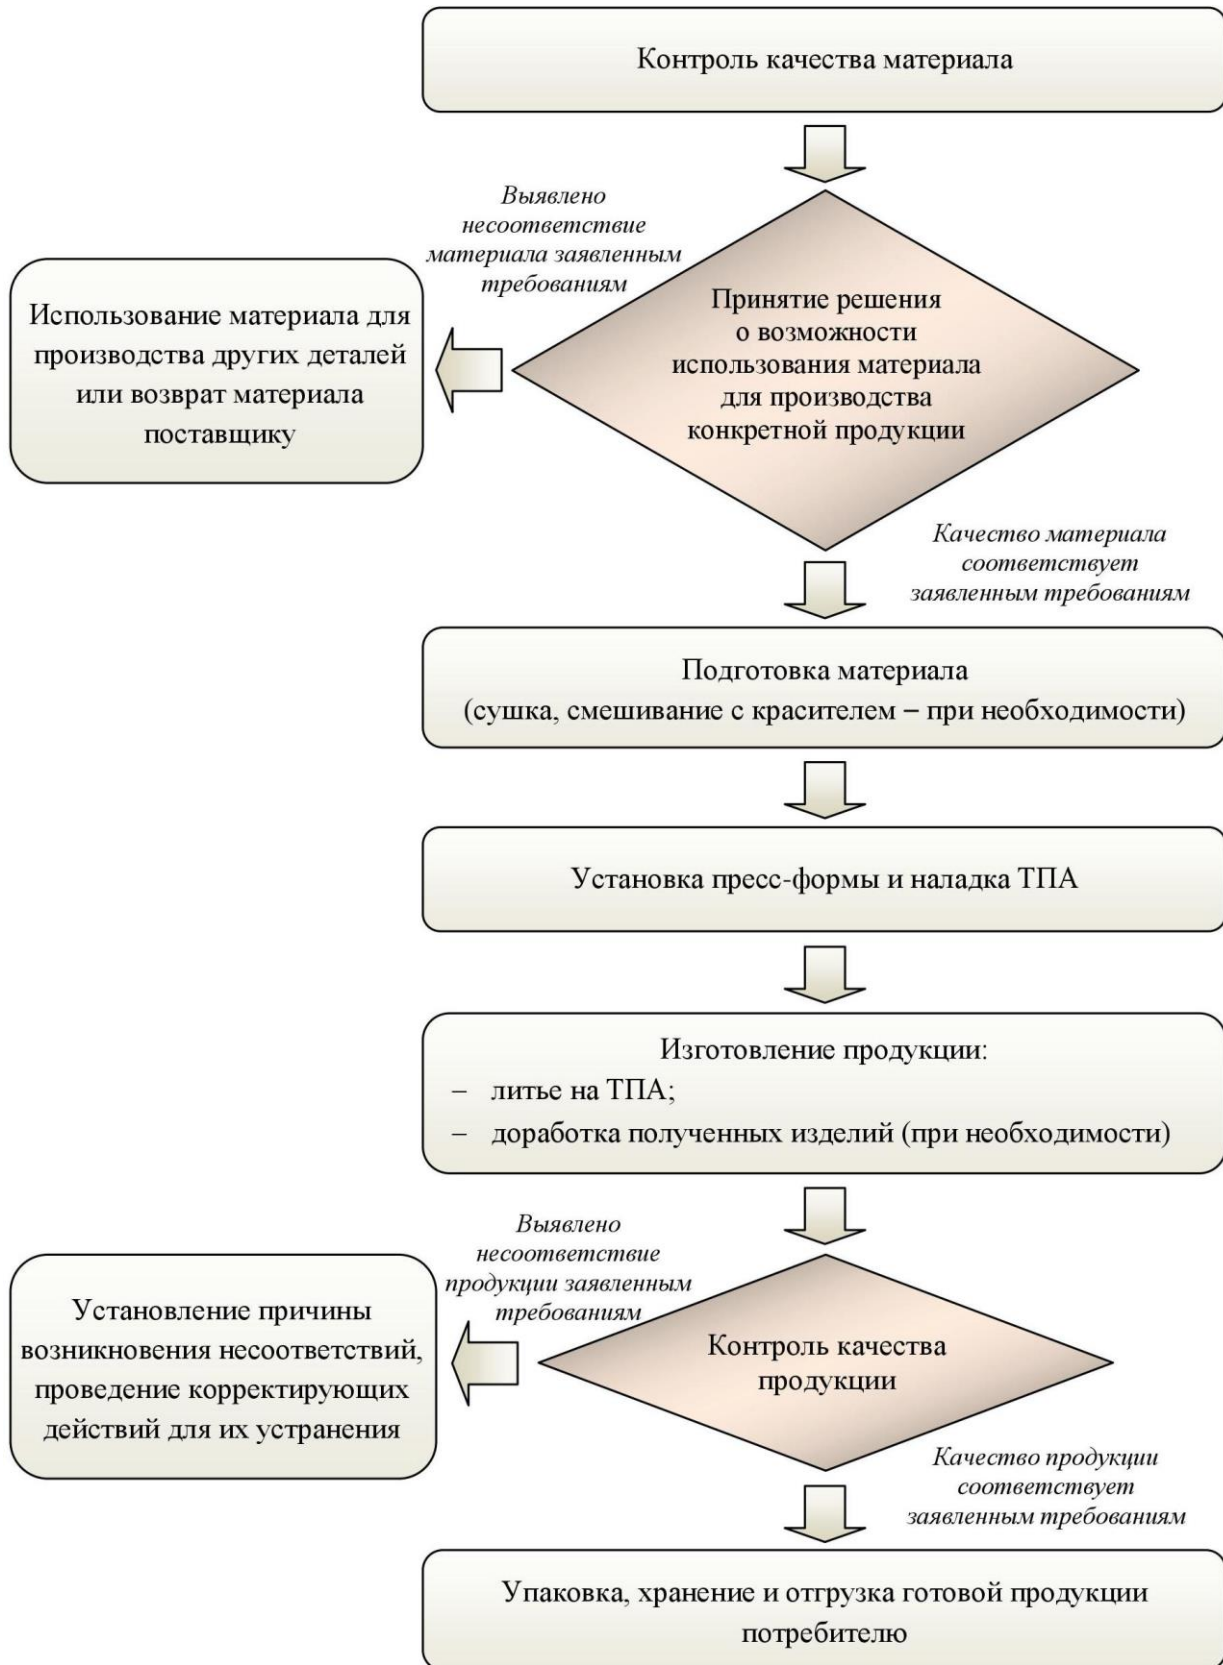 Контроль качества материала
Выявлено
несоответствие
материала заявленным
требованиям
Принятие решения
о возможности
использования материала
для производства
конкретной продукции
Использование материала для
производства других деталей
или возврат материала
поставщику
Качество материала
соответствует
заявленным требованиям
Подготовка материала
(сушка, смешивание с красителем – при необходимости)
Установка пресс-формы и наладка ТПА
Изготовление продукции:
– литье на ТПА;
– доработка полученных изделий (при необходимости)
Выявлено
несоответствие
продукции заявленным
требованиям
Контроль качества
продукции
Установление причины
возникновения несоответствий,
проведение корректирующих
действий для их устранения
Качество продукции
соответствует
заявленным требованиям
Упаковка, хранение и отгрузка готовой продукции
потребителю